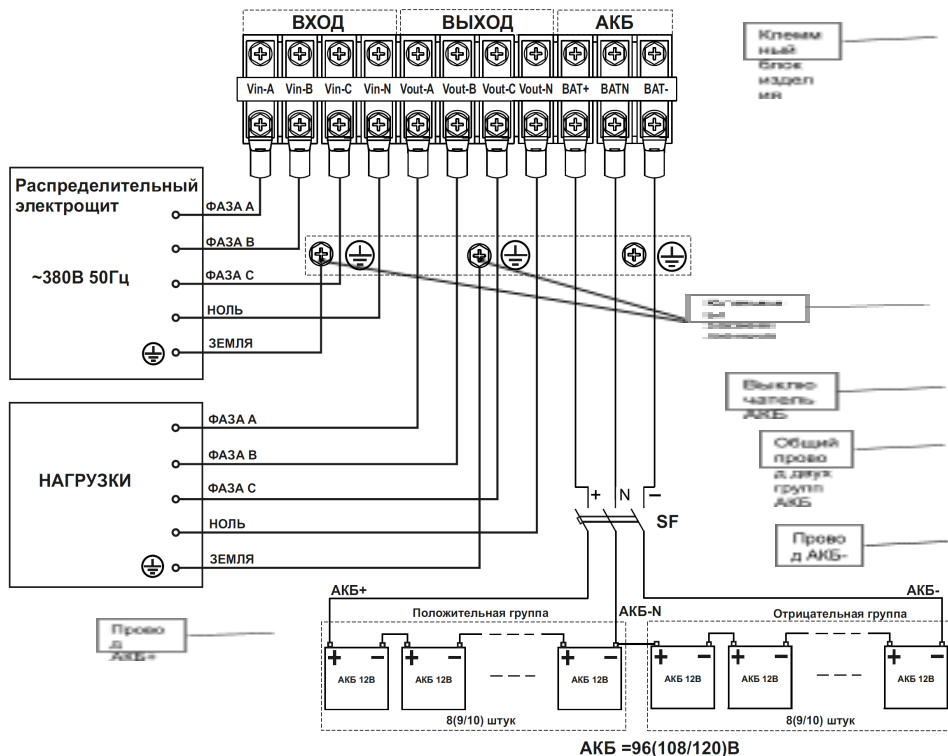 ВХОД ВЫХОД АКБ
Клемм
ный
блок
издел
ия
Vin-A Vin-B Vin-C Vin-N Vout-A Vout-B Vout-C Vout-N BAT+ BATN BAT-
Распределительный
электрощит
~380В 50Гц
ФАЗА А
ФАЗА В
ФАЗА С
НОЛЬ
ЗЕМЛЯ
Выклю
чатель
АКБ
НАГРУЗКИ
ФАЗА А
ФАЗА В
ФАЗА С
НОЛЬ
ЗЕМЛЯ
Общий
прово
д двух
групп
АКБ
+ N –
SF
Прово
д АКБ-
АКБ+ АКБ-N АКБ-
Положительная группа Отрицательная группа
Прово
д
АКБ+
+ – + – + – + – + – + –
АКБ 12В АКБ 12В АКБ 12В АКБ 12В АКБ 12В АКБ 12В
8(9/10) штук 8(9/10) штук
АКБ =96(108/120)В